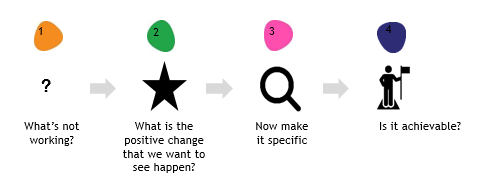 1
2
3
4
?
What's not
working?
What is the
positive change
that we want to
see happen?
Now make
it specific
Is it achievable?